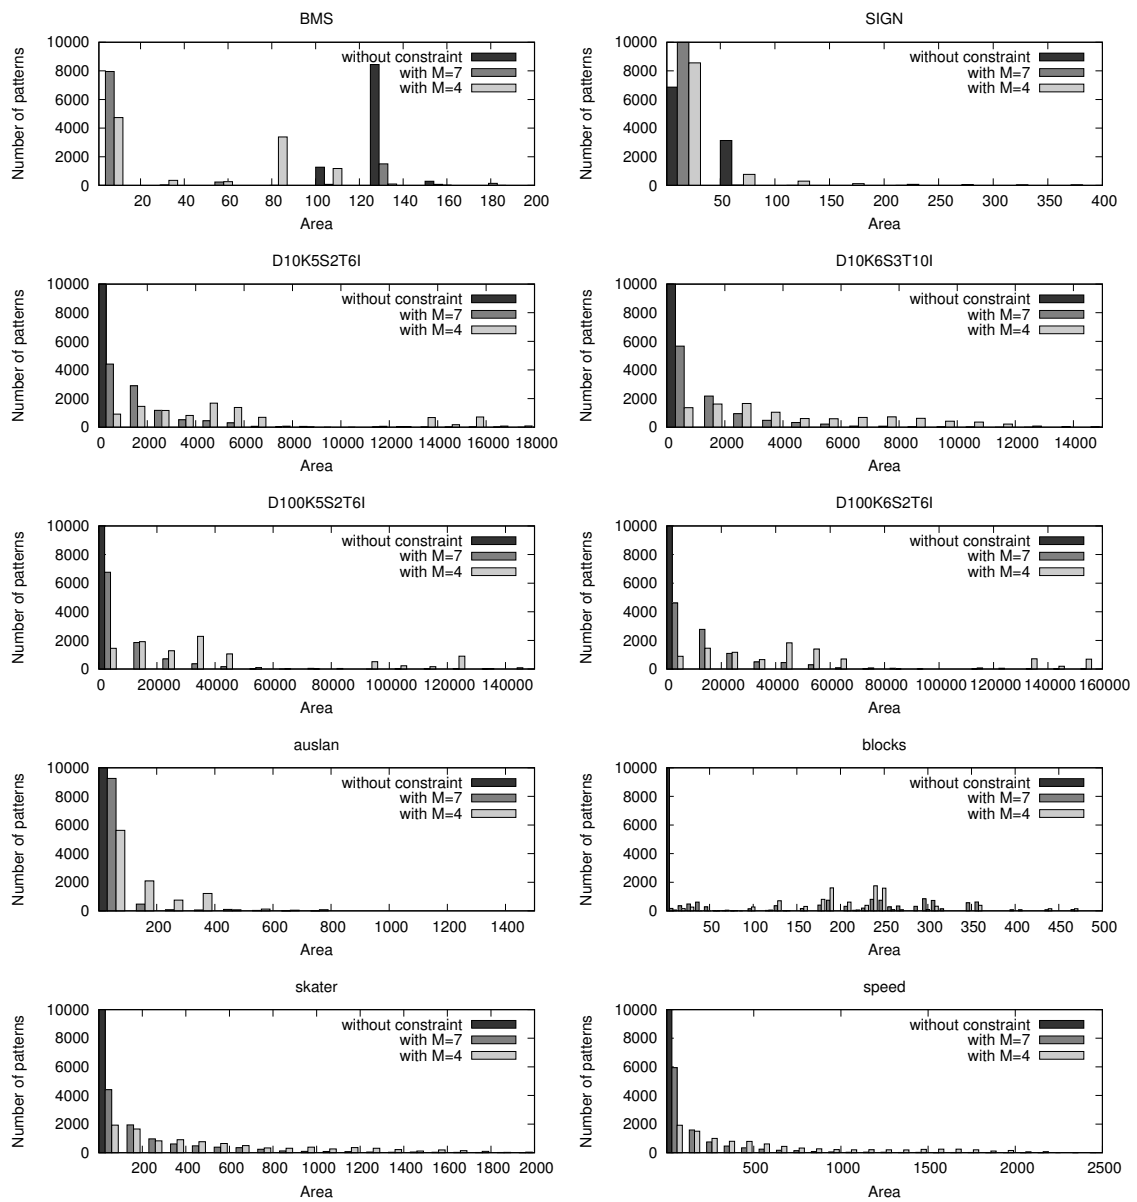 BMS
Number of patterns
10000
8000
6000
4000
2000
0
without constraint
with M=7
with M=4
20 40 60 80 100 120 140 160 180 200
Area
SIGN
Number of patterns
10000
8000
6000
4000
2000
0
without constraint
with M=7
with M=4
50 100 150 200 250 300 350 400
Area
D10K5S2T6I
Number of patterns
10000
8000
6000
4000
2000
0
without constraint
with M=7
with M=4
0 2000 4000 6000 8000 10000 12000 14000 16000 18000
Area
D10K6S3T10I
Number of patterns
10000
8000
6000
4000
2000
0
without constraint
with M=7
with M=4
0 2000 4000 6000 8000 10000 12000 14000
Area
D100K5S2T6I
Number of patterns
10000
8000
6000
4000
2000
0
without constraint
with M=7
with M=4
0 20000 40000 60000 80000 100000 120000 140000
Area
D100K6S2T6I
Number of patterns
10000
8000
6000
4000
2000
0
without constraint
with M=7
with M=4
0 20000 40000 60000 80000 100000 120000 140000 160000
Area
auslan
Number of patterns
10000
8000
6000
4000
2000
0
without constraint
with M=7
with M=4
200 400 600 800 1000 1200 1400
Area
blocks
Number of patterns
10000
8000
6000
4000
2000
0
without constraint
with M=7
with M=4
50 100 150 200 250 300 350 400 450 500
Area
skater
Number of patterns
10000
8000
6000
4000
2000
0
without constraint
with M=7
with M=4
200 400 600 800 1000 1200 1400 1600 1800 2000
Area
speed
Number of patterns
10000
8000
6000
4000
2000
0
without constraint
with M=7
with M=4
500 1000 1500 2000 2500
Area